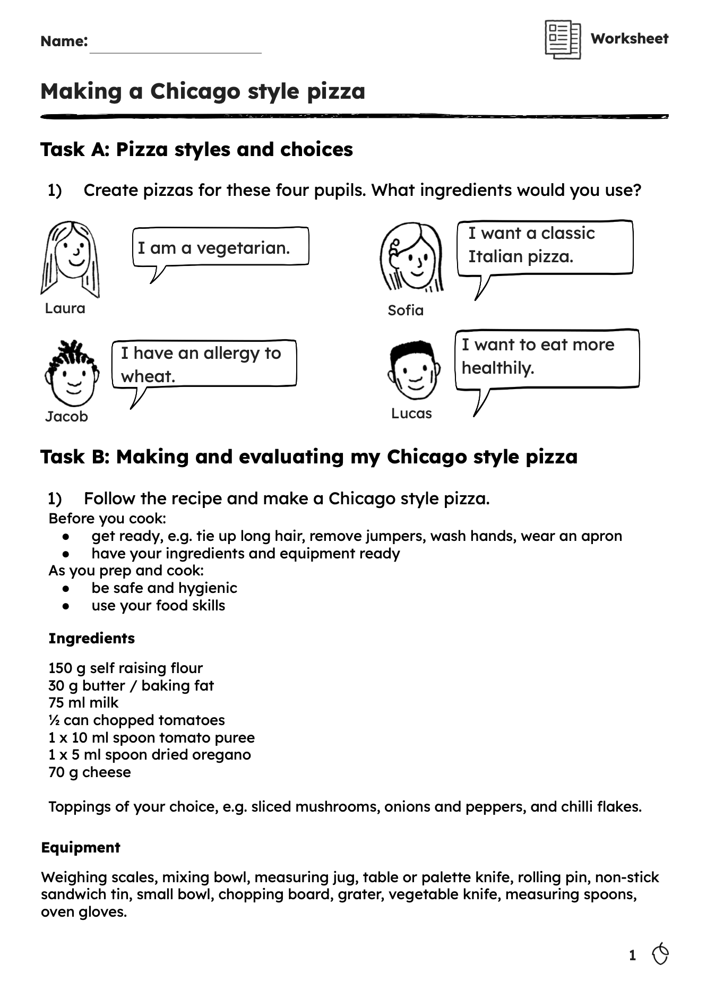 Name:
Worksheet
Making a Chicago style pizza
Task A: Pizza styles and choices
1) Create pizzas for these four pupils. What ingredients would you use?
I am a vegetarian.
Laura
I want a classic
Italian pizza.
Sofia
I have an allergy to
wheat.
Jacob
I want to eat more
healthily.
Lucas
Task B: Making and evaluating my Chicago style pizza
1) Follow the recipe and make a Chicago style pizza.
Before you cook:
● get ready, e.g. tie up long hair, remove jumpers, wash hands, wear an apron
● have your ingredients and equipment ready
As you prep and cook:
● be safe and hygienic
● use your food skills
Ingredients
150 g self raising flour
30 g butter / baking fat
75 ml milk
½ can chopped tomatoes
1 x 10 ml spoon tomato puree
1 x 5 ml spoon dried oregano
70 g cheese
Toppings of your choice, e.g. sliced mushrooms, onions and peppers, and chilli flakes.
Equipment
Weighing scales, mixing bowl, measuring jug, table or palette knife, rolling pin, non-stick
sandwich tin, small bowl, chopping board, grater, vegetable knife, measuring spoons,
oven gloves.
1